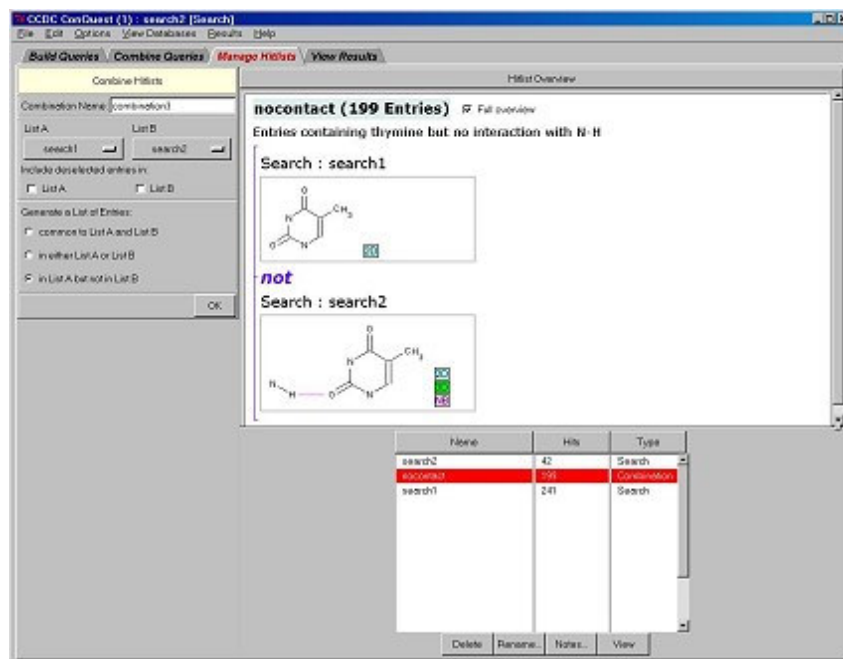 CCDC ConQuest (1) : search2 [Search]
File Edit Options View Databases Results Help
Build Queries Combine Queries Manage Hitlists View Results
Combine Hitlists
Hitlist Overview
Combination Name:
List A List B
search1 search2
Include deselected entries in:
List A List B
Generate a List of Entries:
common to List A and List B
in either List A or List B
in List A but not in List B
OK
nocontact (199 Entries) Full overview
Entries containing thymine but no interaction with N-H
Search : search1
O
N CH3
O N
not
Search : search2
O
N CH3
N H O N
Name Hits Type
search2 42 Search
nocontact 199 Combination
search1 241 Search
Delete Rename... Notes... View